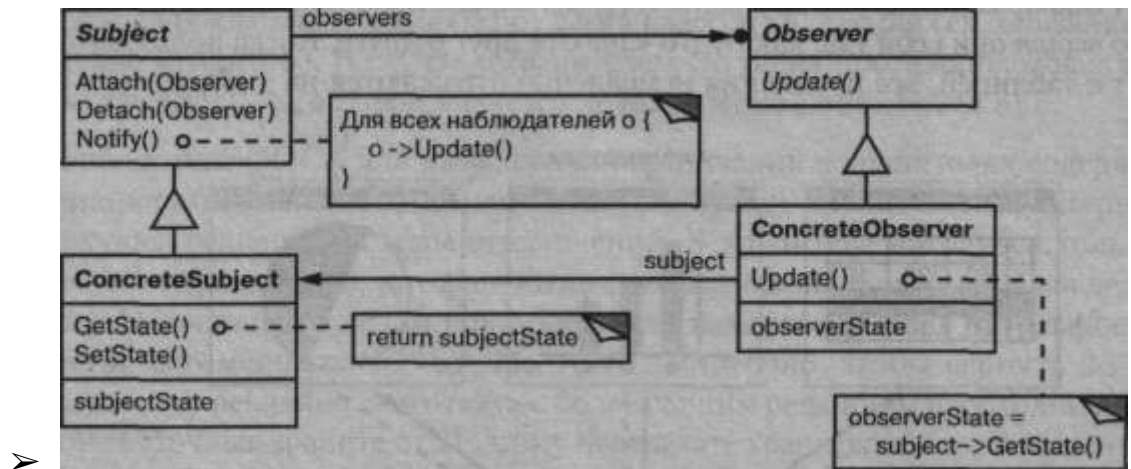 Subject
Attach(Observer)
Detach(Observer)
Notify()
observers
Observer
Update()
Для всех наблюдателей o {
o ->Update()
}
ConcreteSubject
GetState()
SetState()
subjectState
return subjectState
subject
ConcreteObserver
Update()
observerState
observerState =
subject->GetState()